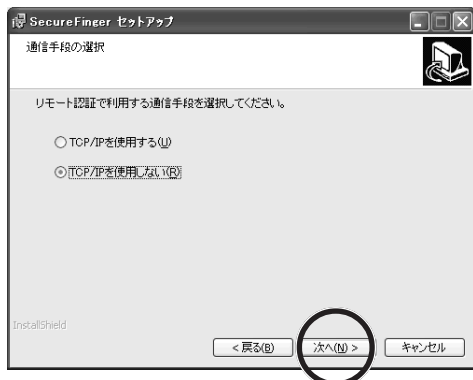 SecureFinger セットアップ
通信手段の選択
リモート認証で利用する通信手段を選択してください。
TCP/IPを使用する(U)
TCP/IPを使用しない(R)
InstallShield
< 戻る(B)
次へ(N) >
キャンセル